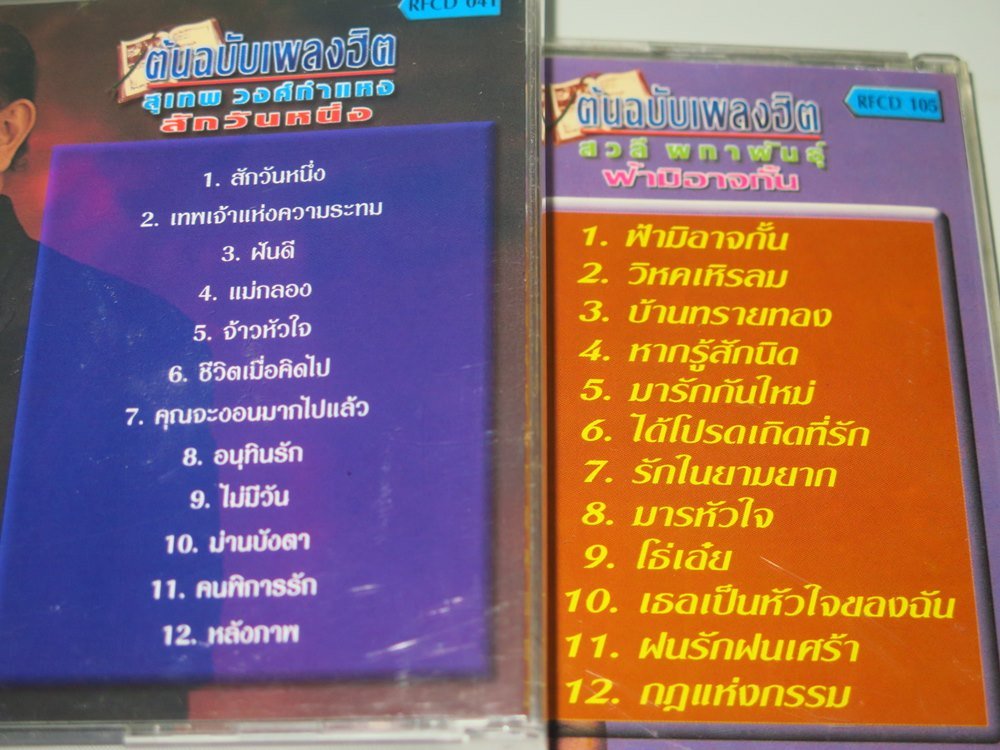 RFCD 041
ต้นฉบับเพลงฮิต
สุเทพ วงศ์กำแหง
สักวันหนึ่ง
1. สักวันหนึ่ง
2. เทพเจ้าแห่งความระทม
3. ฝันดี
4. แม่กลอง
5. จ้าวหัวใจ
6. ชีวิตเมื่อคิดไป
7. คุณจะงอนมากไปแล้ว
8. อนุทินรัก
9. ไม่มีวัน
10. ม่านบังตา
11. คนพิการรัก
12. หลังภาพ
RFCD 105
ต้นฉบับเพลงฮิต
สวลี ผกาพันธุ์
ฟ้ามิอาจกั้น
1. ฟ้ามิอาจกั้น
2. วิหคเหิรลม
3. บ้านทรายทอง
4. หากรู้สักนิด
5. มารักกันใหม่
6. ได้โปรดเถิดที่รัก
7. รักในยามยาก
8. มารหัวใจ
9. โธ่เอ๋ย
10. เธอเป็นหัวใจของฉัน
11. ฝนรักฝนเศร้า
12. กฎแห่งกรรม